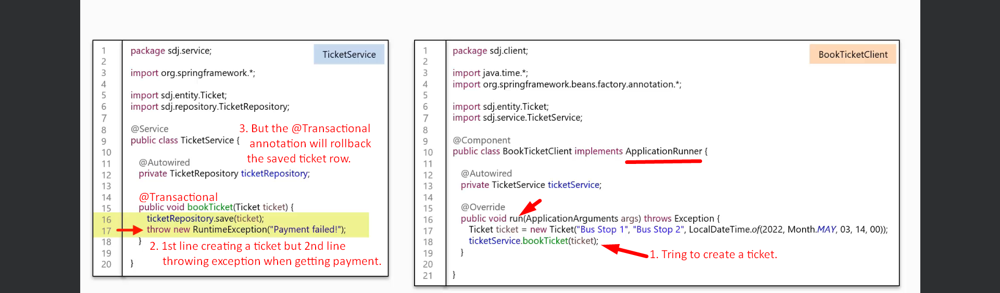 TicketService
1 package sdj.service;
2
3 import org.springframework.*;
4
5 import sdj.entity.Ticket;
6 import sdj.repository.TicketRepository;
7
8 @Service
9 public class TicketService {
10
11 @Autowired
12 private TicketRepository ticketRepository;
13
14 @Transactional
15 public void bookTicket(Ticket ticket) {
16 ticketRepository.save(ticket);
17 throw new RuntimeException("Payment failed!");
18 }
19
20 }
3. But the @Transactional
annotation will rollback
the saved ticket row.
2. 1st line creating a ticket but 2nd line
throwing exception when getting payment.
BookTicketClient
1 package sdj.client;
2
3 import java.time.*;
4 import org.springframework.beans.factory.annotation.*;
5
6 import sdj.entity.Ticket;
7 import sdj.service.TicketService;
8
9 @Component
10 public class BookTicketClient implements ApplicationRunner {
11
12 @Autowired
13 private TicketService ticketService;
14
15 @Override
16 public void run(ApplicationArguments args) throws Exception {
17 Ticket ticket = new Ticket("Bus Stop 1", "Bus Stop 2", LocalDateTime.of(2022, Month.MAY, 03, 14, 00));
18 ticketService.bookTicket(ticket);
19 }
20
21 }
1. Tring to create a ticket.